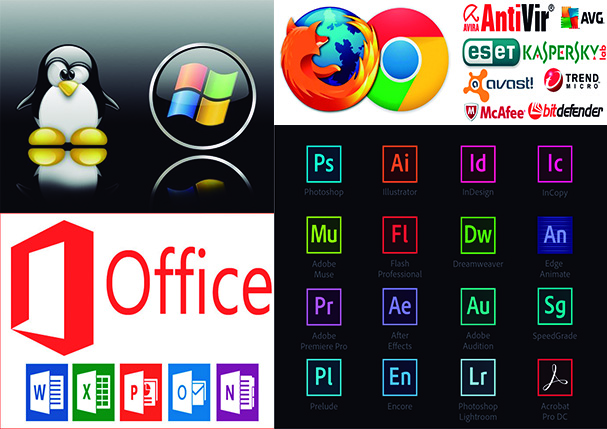 AVIRA AntiVir®
AVG.
eset KASPERSKY lab
avast! TREND MICRO
McAfee® bitdefender
Office
W X P O N
Ps Ai Id Ic
Photoshop Illustrator InDesign InCopy
Mu Fl Dw An
Adobe Muse Flash Professional Dreamweaver Edge Animate
Pr Ae Au Sg
Adobe Premiere Pro After Effects Adobe Audition SpeedGrade
Pl En Lr
Prelude Encore Photoshop Lightroom Acrobat Pro DC